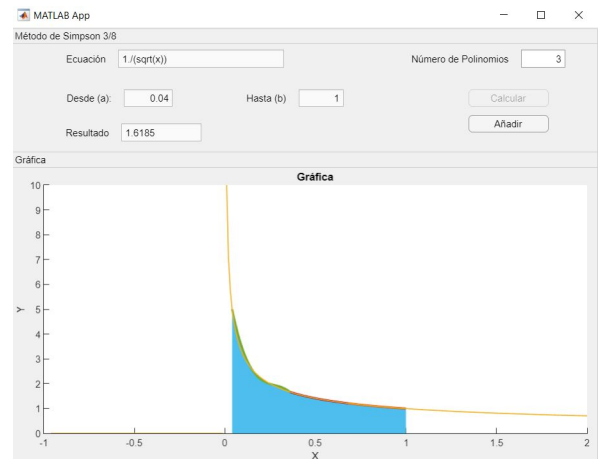 MATLAB App
Método de Simpson 3/8
Ecuación 1./(sqrt(x)) Número de Polinomios 3
Desde (a): 0.04 Hasta (b) 1 Calcular
Añadir
Resultado 1.6185
Gráfica
Gráfica
10
9
8
7
6
5
4
3
2
1
0
Y
-1 -0.5 0 0.5 1 1.5 2
X